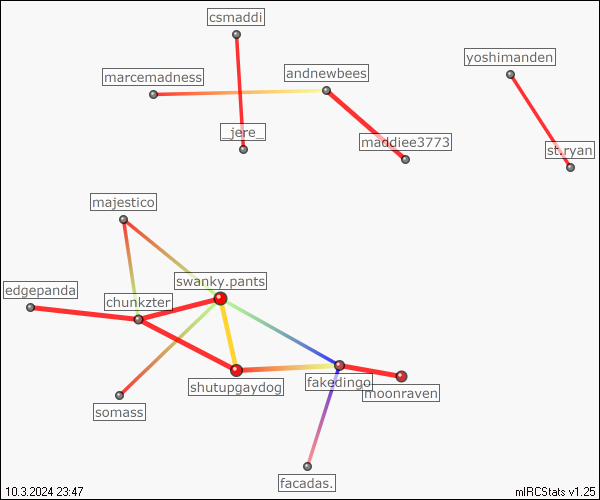 csmaddi
marcemadness
andnewbees
yoshimanden
_jere_
maddiee3773
st.ryan.
majestico
swanky.pants
edgepanda
chunkzter
shutupgaydog
fakedingo
moonraven
somass
facadas.
10.3.2024 23:47
mIRCStats v1.25